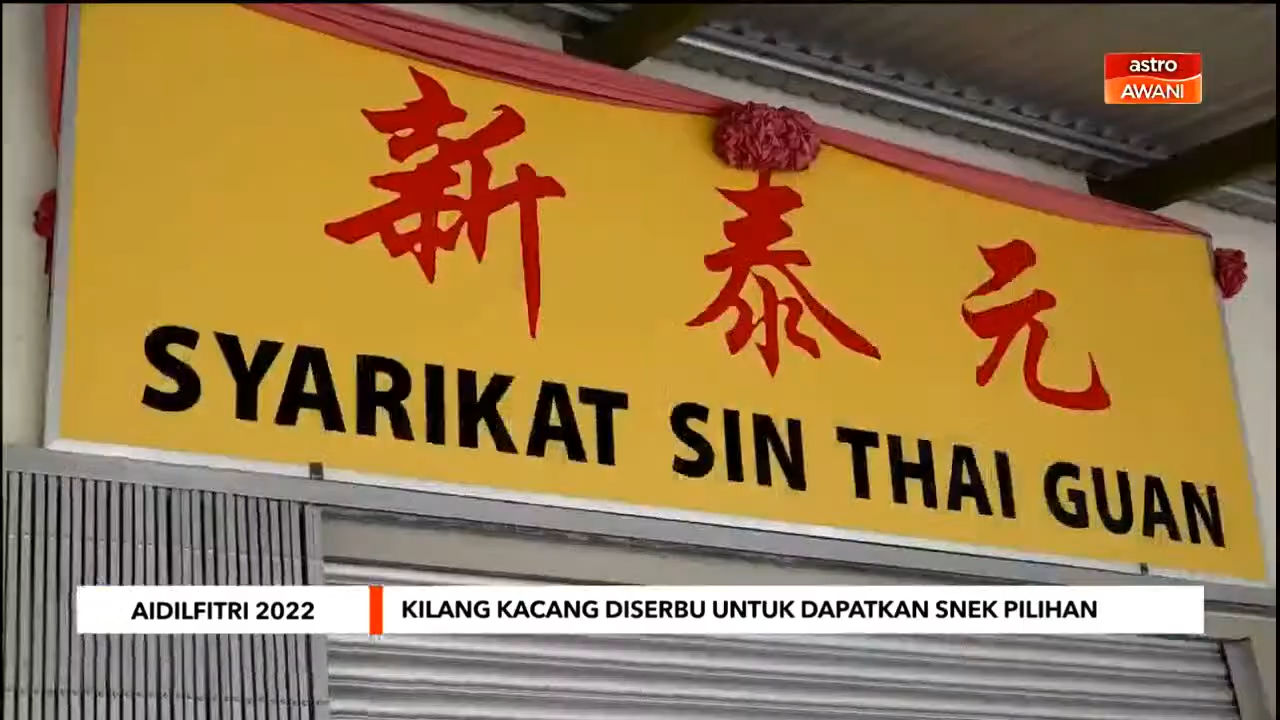 astro
AWANI
新泰元
SYARIKAT SIN THAI GUAN
AIDILFITRI 2022
KILANG KACANG DISERBU UNTUK DAPATKAN SNEK PILIHAN